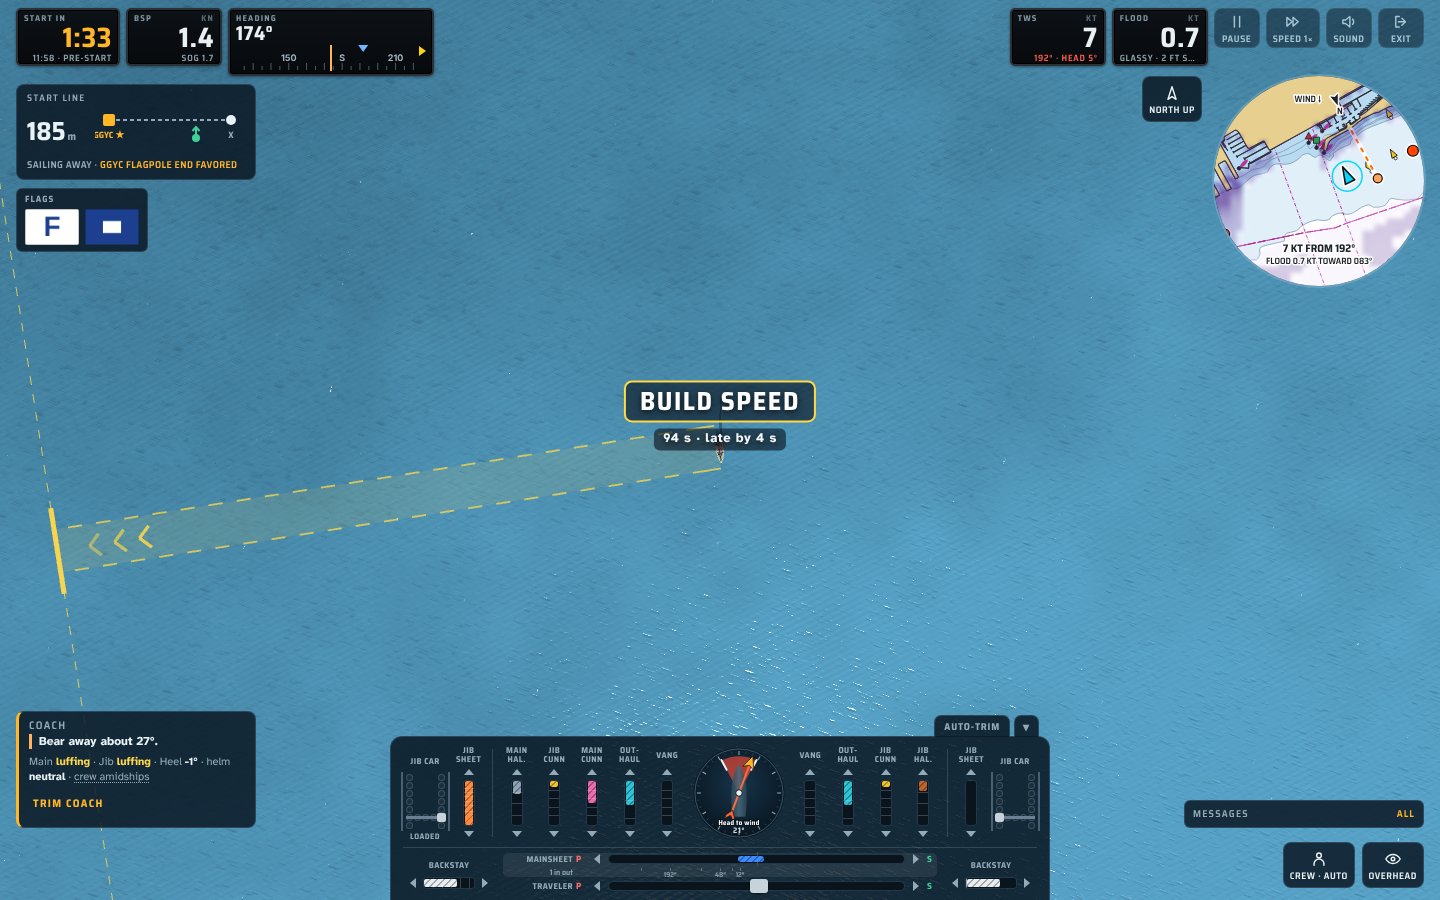 START IN
1:33
11:58 · PRE-START
BSP KN
1.4
SOG 1.7
HEADING
174°
150 S 210
TWS KT
7
192° · HEAD 5°
FLOOD KT
0.7
GLASSY · 2 FT S...
PAUSE
SPEED 1×
SOUND
EXIT
START LINE
185 m
GGYC ★ X
SAILING AWAY · GGYC FLAGPOLE END FAVORED
FLAGS
F
NORTH UP
WIND ↓
N
7 KT FROM 192°
FLOOD 0.7 KT TOWARD 083°
BUILD SPEED
94 s · late by 4 s
COACH
Bear away about 27°.
Main luffing · Jib luffing · Heel -1° · helm
neutral · crew amidships
TRIM COACH
AUTO-TRIM ▼
JIB CAR
LOADED
JIB SHEET
MAIN HAL.
JIB CUNN
MAIN CUNN
OUT-HAUL
VANG
Head to wind
21°
VANG
OUT-HAUL
JIB CUNN
JIB HAL.
JIB SHEET
JIB CAR
BACKSTAY
MAINSHEET P S
1 in out 192° 48° 12°
TRAVELER P S
BACKSTAY
MESSAGES ALL
CREW · AUTO
OVERHEAD